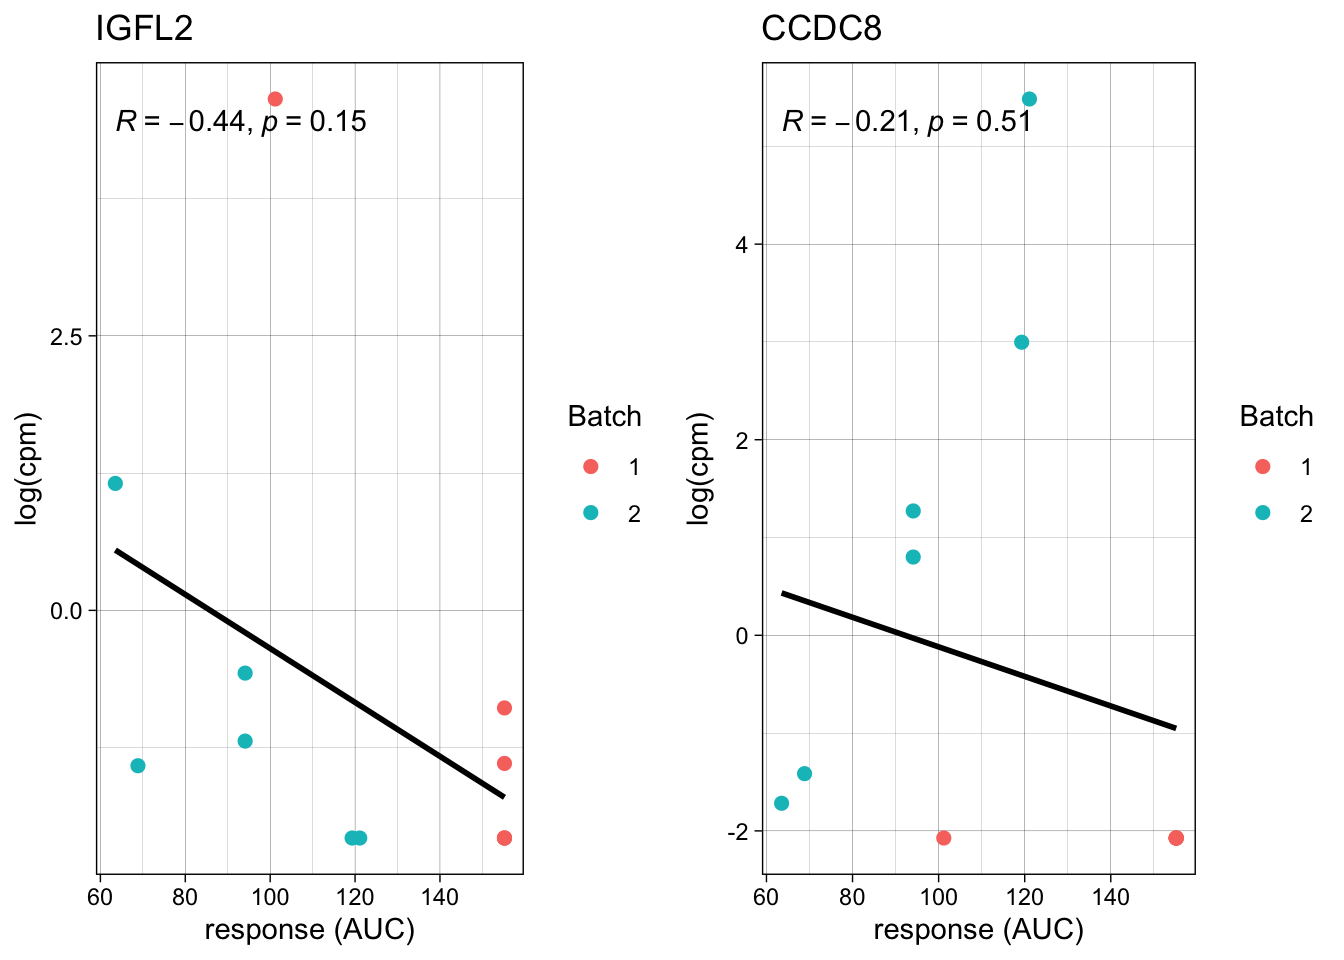 IGFL2
R = −0.44, p = 0.15
2.5
0.0
log(cpm)
60 80 100 120 140
response (AUC)
Batch
1
2
CCDC8
R = −0.21, p = 0.51
4
2
0
-2
log(cpm)
60 80 100 120 140
response (AUC)
Batch
1
2